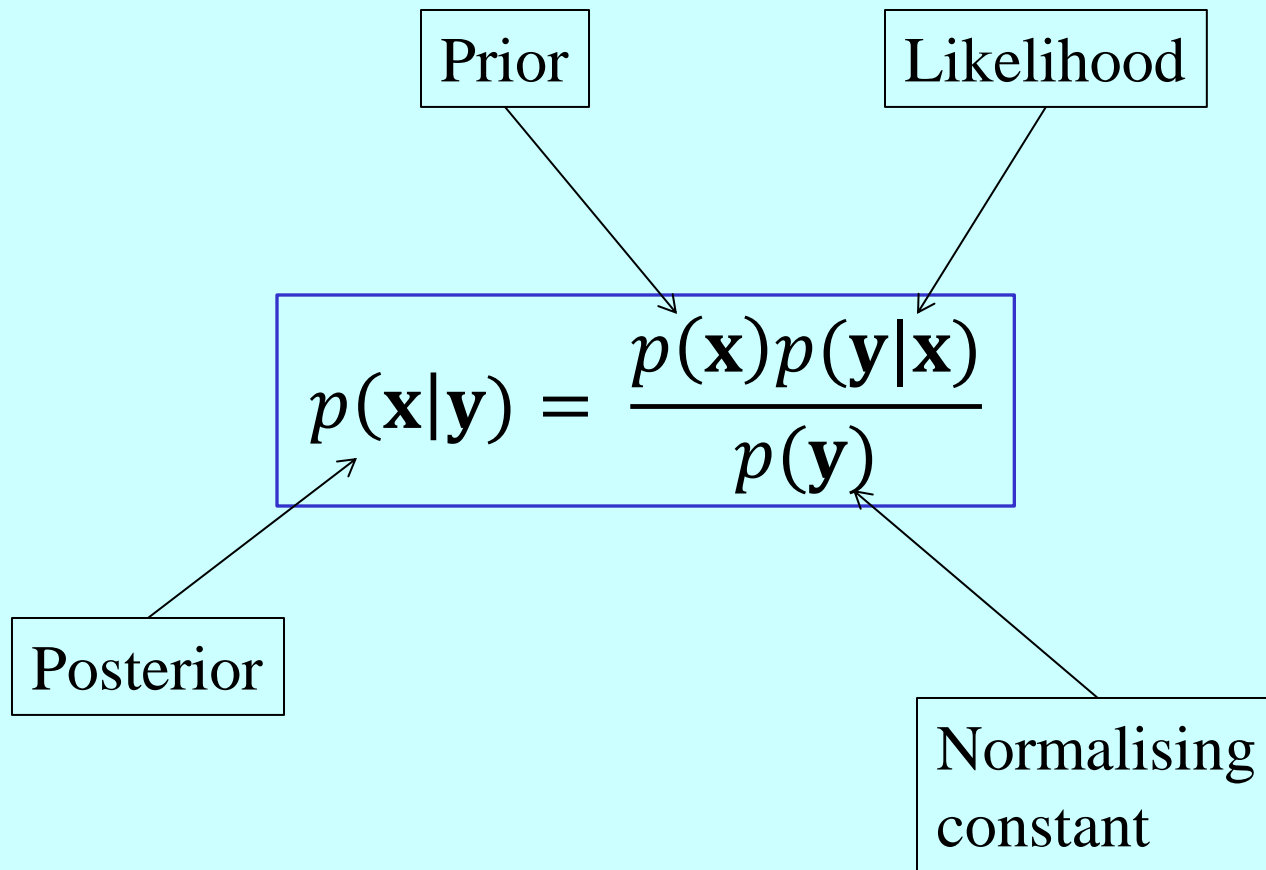 Prior
Likelihood
p(𝐱|𝐲) = p(𝐱)p(𝐲|𝐱) / p(𝐲)
Posterior
Normalising
constant